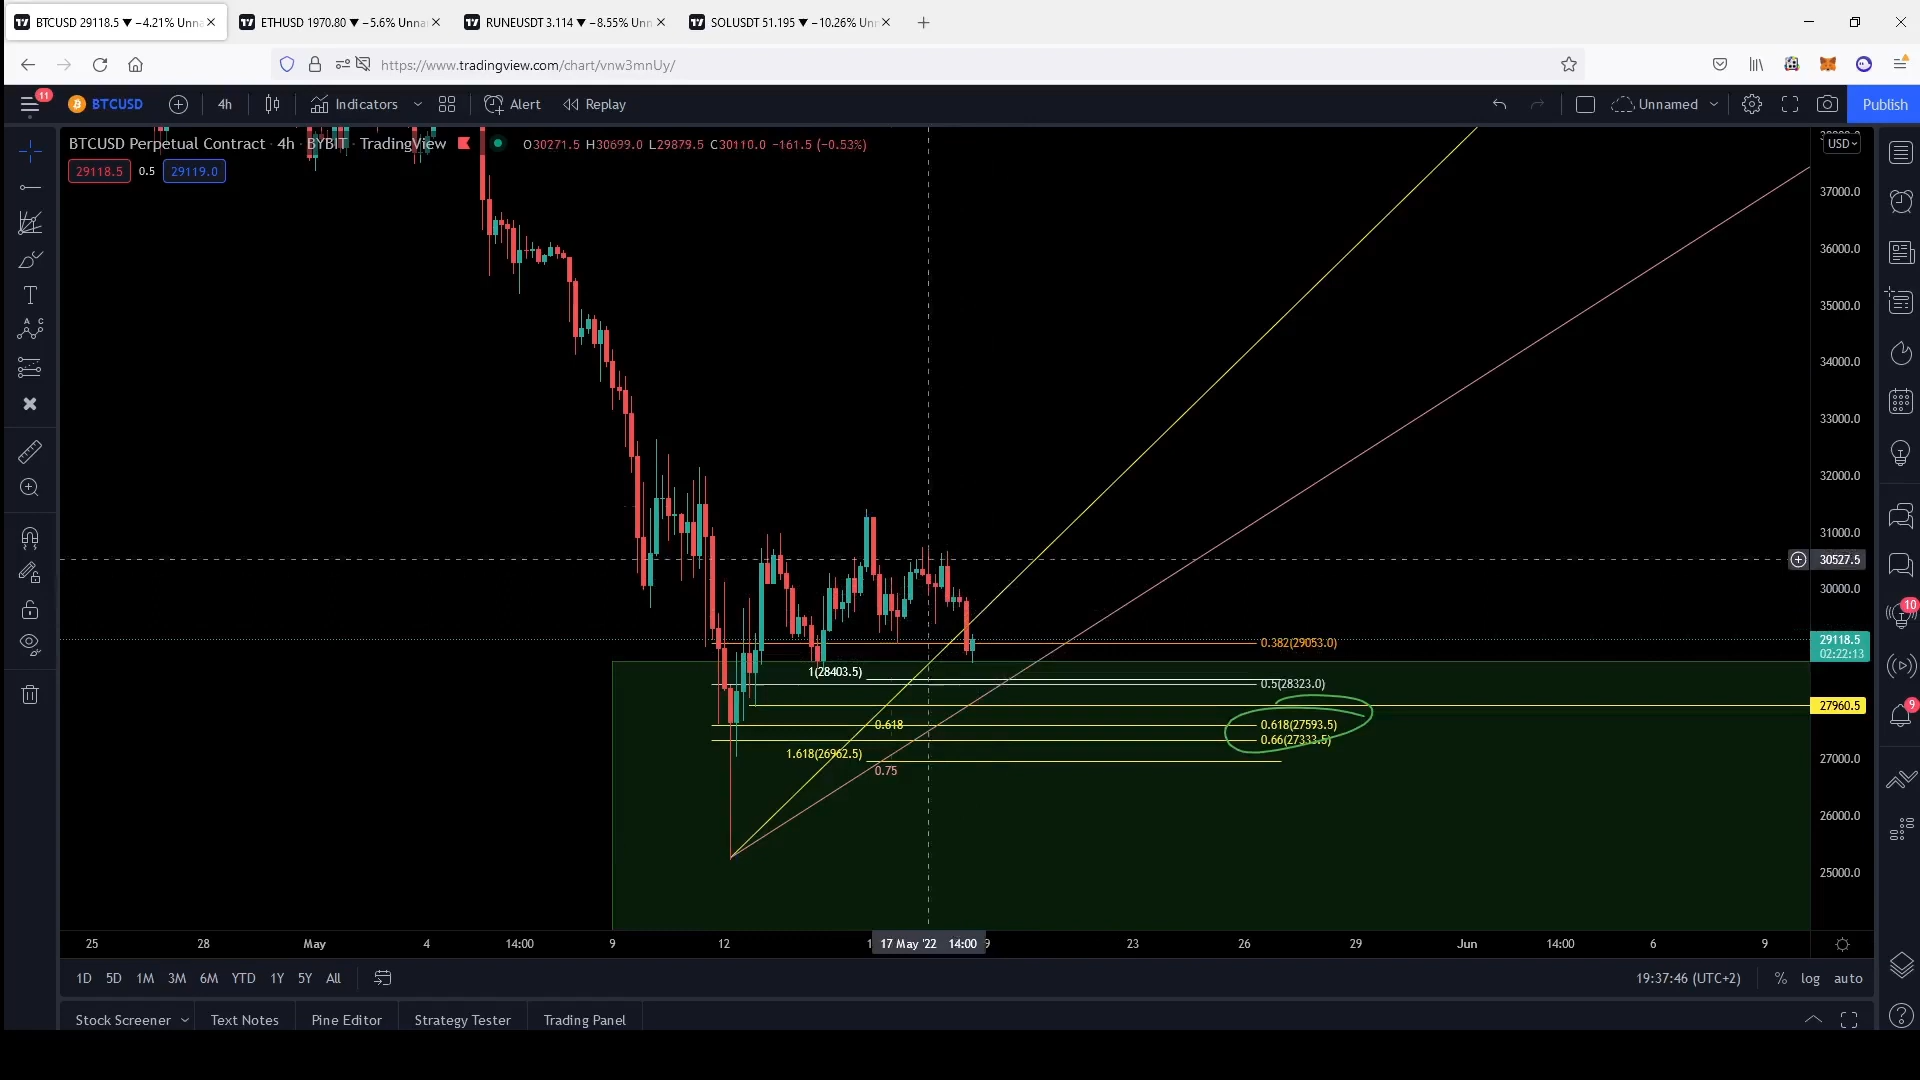 BTCUSD 29118.5 ▼ −4.21% Unna
ETHUSD 1970.80 ▼ −5.6% Unna
RUNEUSDT 3.114 ▼ −8.55% Unn
SOLUSDT 51.195 ▼ −10.26% Un
https://www.tradingview.com/chart/vnw3mnUy/
11
BTCUSD
4h
Indicators
Alert
Replay
Unnamed
Publish
BTCUSD Perpetual Contract · 4h · BYBIT · TradingView
O30271.5 H30699.0 L29879.5 C30110.0 −161.5 (−0.53%)
USD
29118.5
0.5
29119.0
37000.0
36000.0
35000.0
34000.0
33000.0
32000.0
31000.0
30527.5
30000.0
29118.5
02:22:13
0.382(29053.0)
1(28403.5)
0.5(28323.0)
27960.5
0.618
0.618(27593.5)
0.66(27333.5)
1.618(26962.5)
0.75
27000.0
26000.0
25000.0
10
9
25
28
May
4
14:00
9
12
17 May '22 14:00
23
26
29
Jun
14:00
6
9
1D 5D 1M 3M 6M YTD 1Y 5Y All
19:37:46 (UTC+2)
%
log
auto
Stock Screener
Text Notes
Pine Editor
Strategy Tester
Trading Panel